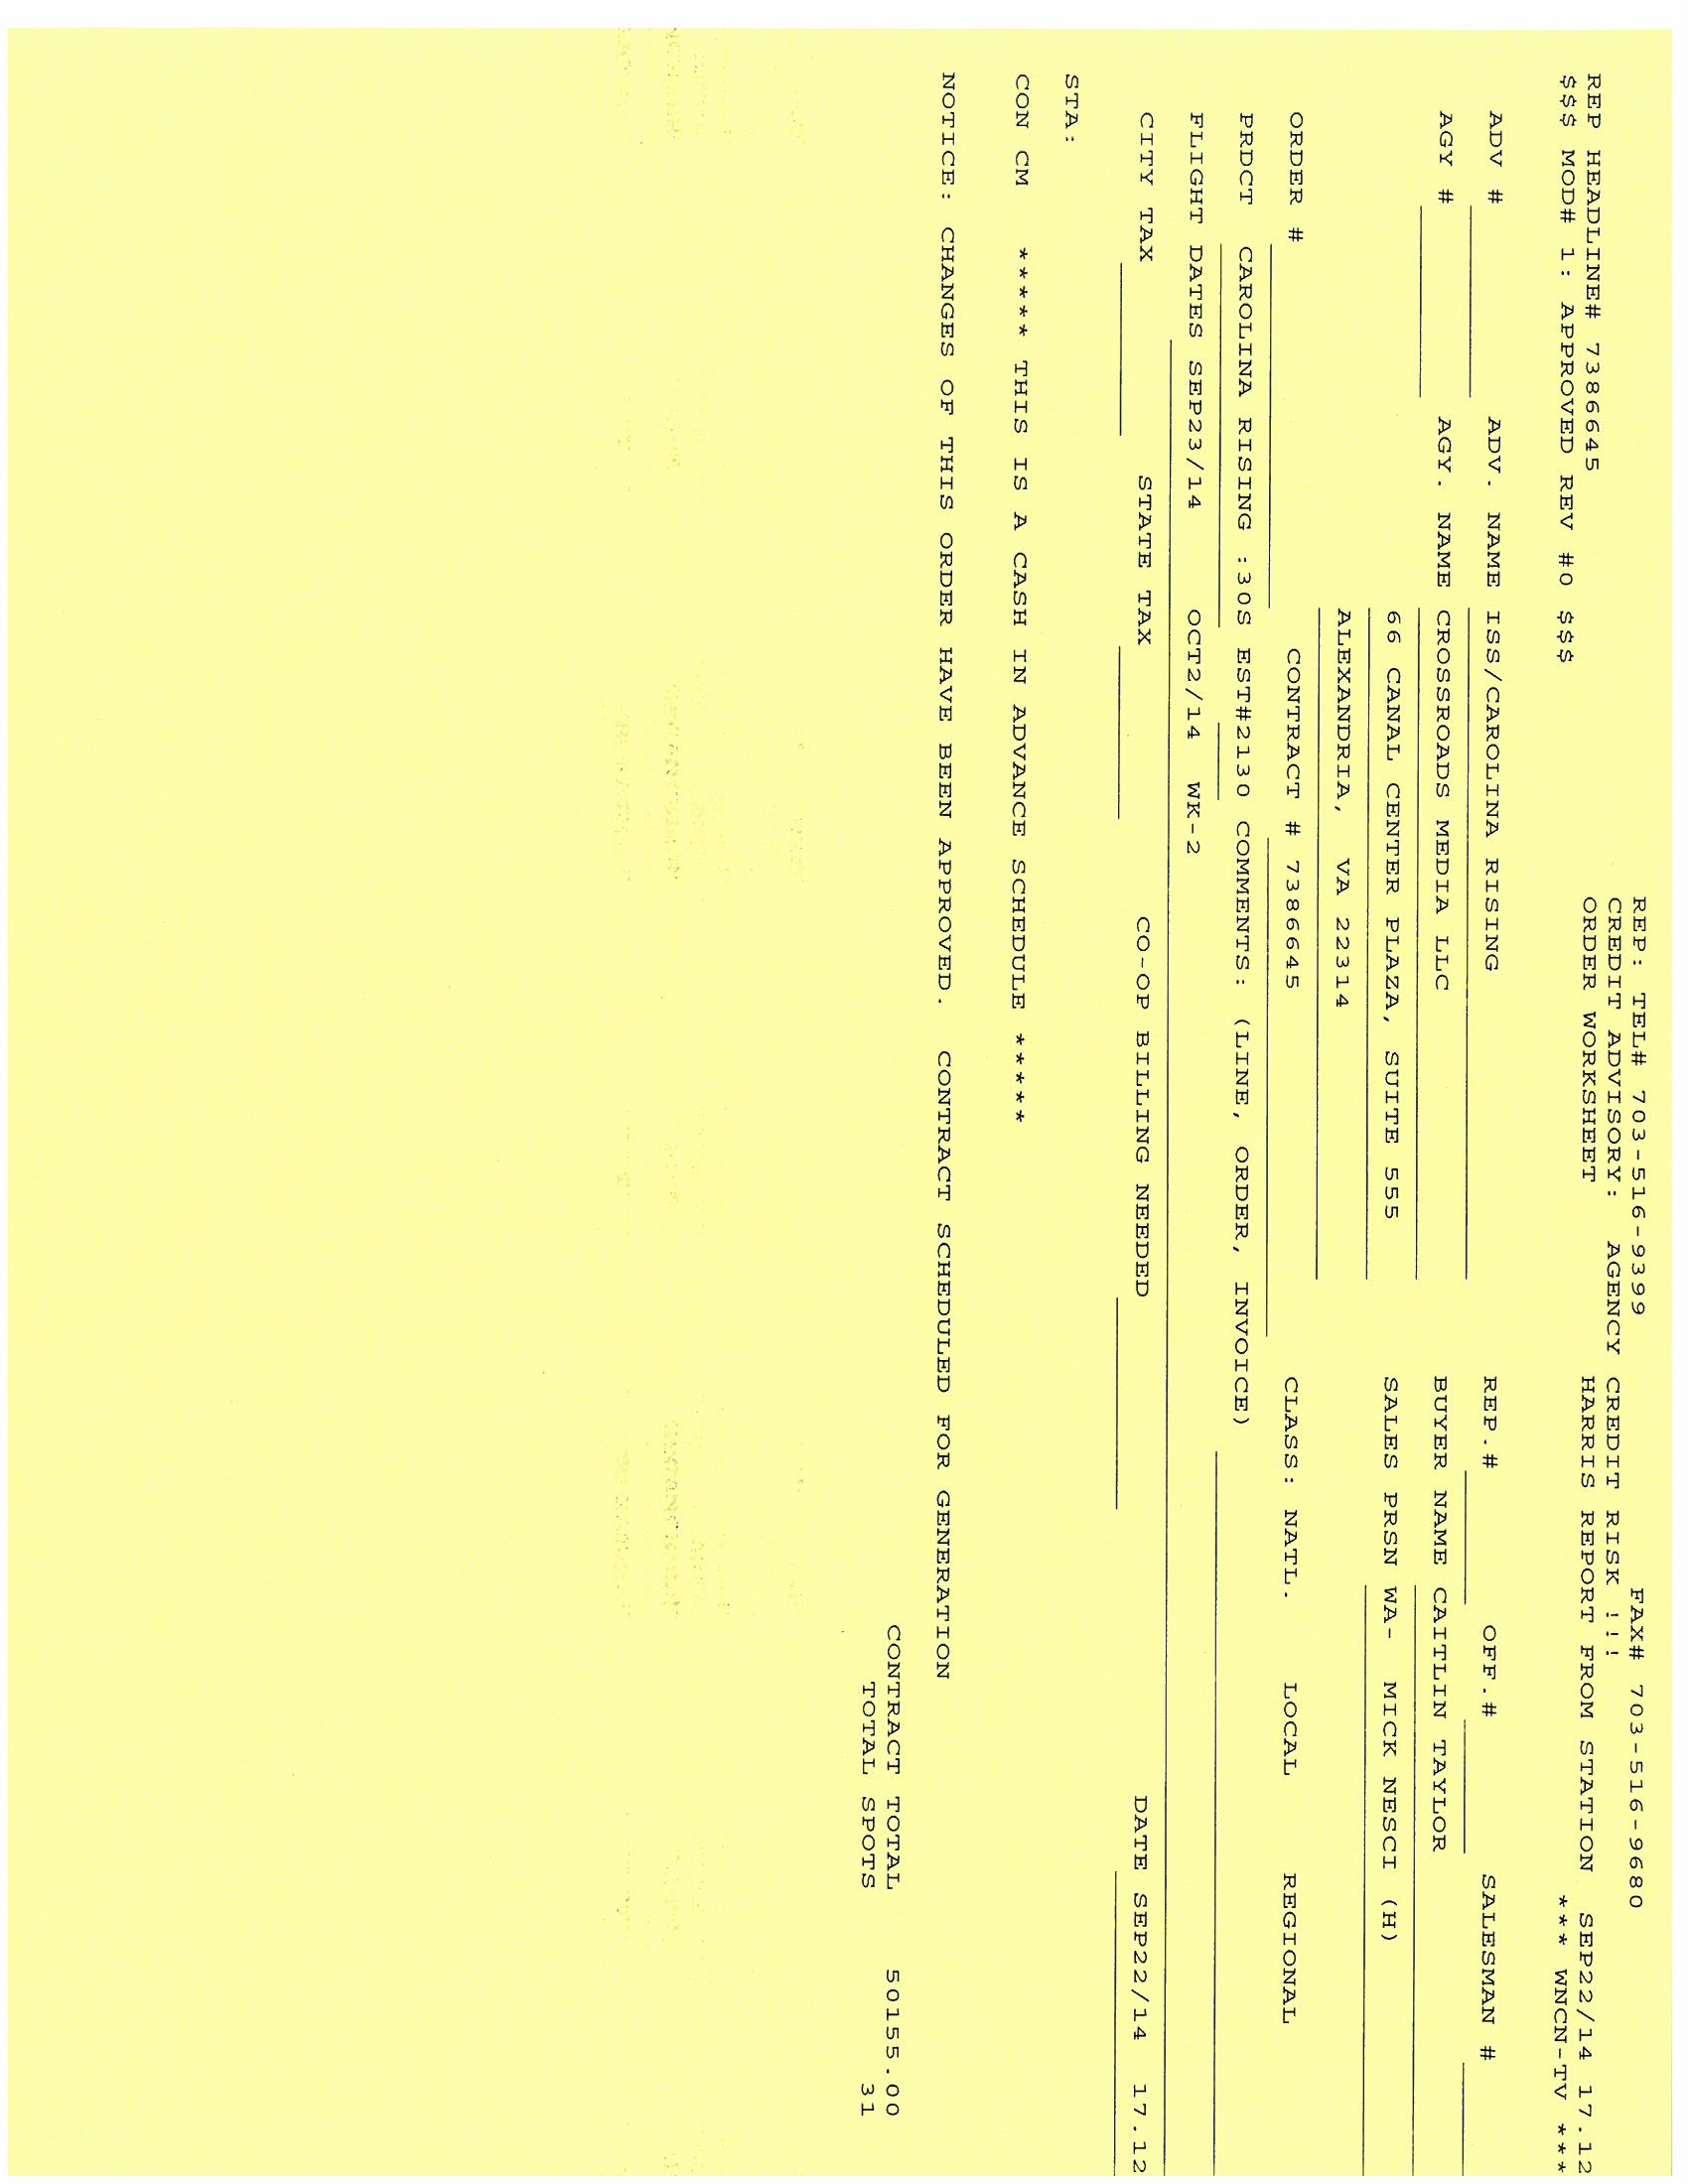 REP: TEL# 703-516-9399 FAX# 703-516-9680
CREDIT ADVISORY: AGENCY CREDIT RISK !!!
ORDER WORKSHEET HARRIS REPORT FROM STATION SEP22/14 17.12
REP HEADLINE# 7386645
$$$ MOD# 1: APPROVED REV #0 $$$ *** WNCN-TV ***
ADV # ADV. NAME ISS/CAROLINA RISING REP.# OFF.# SALESMAN #
AGY # AGY. NAME CROSSROADS MEDIA LLC BUYER NAME CAITLIN TAYLOR
66 CANAL CENTER PLAZA, SUITE 555 SALES PRSN WA- MICK NESCI (H)
ALEXANDRIA, VA 22314
ORDER # CONTRACT # 7386645 CLASS: NATL. LOCAL REGIONAL
PRDCT CAROLINA RISING :30S EST#2130 COMMENTS: (LINE, ORDER, INVOICE)
FLIGHT DATES SEP23/14 OCT2/14 WK-2
CITY TAX STATE TAX CO-OP BILLING NEEDED DATE SEP22/14 17.12
STA:
CON CM ***** THIS IS A CASH IN ADVANCE SCHEDULE *****
NOTICE: CHANGES OF THIS ORDER HAVE BEEN APPROVED. CONTRACT SCHEDULED FOR GENERATION
CONTRACT TOTAL 50155.00
TOTAL SPOTS 31